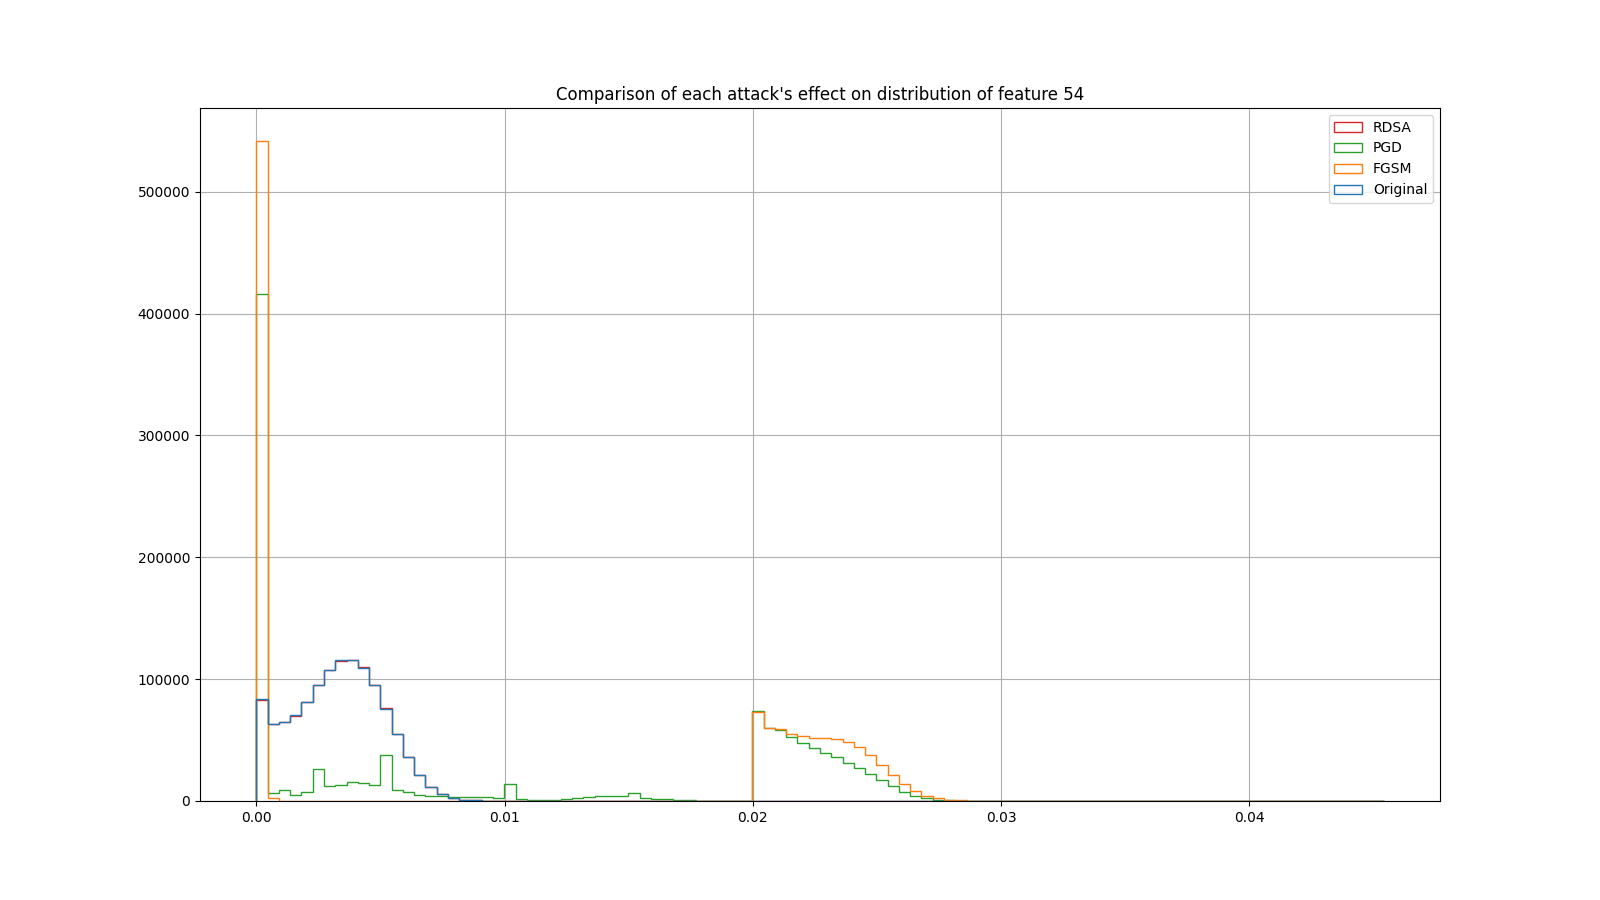 Comparison of each attack's effect on distribution of feature 54
RDSA
PGD
FGSM
Original
500000
400000
300000
200000
100000
0
0.00 0.01 0.02 0.03 0.04